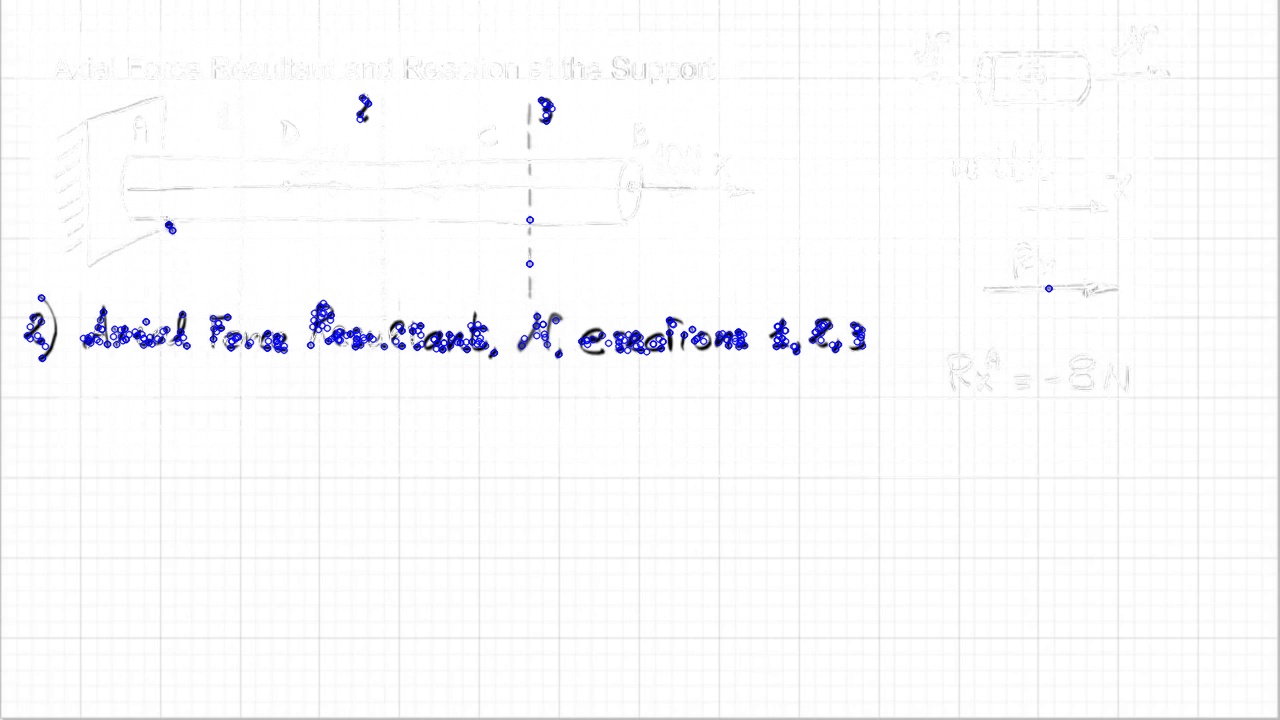 Axial Force Resultant and Reaction at the Support
N N
2 3
A D C B
10N x
x
Rx
2) Axial Force Resultant, N, sections 1, 2, 3
RxA = -8N